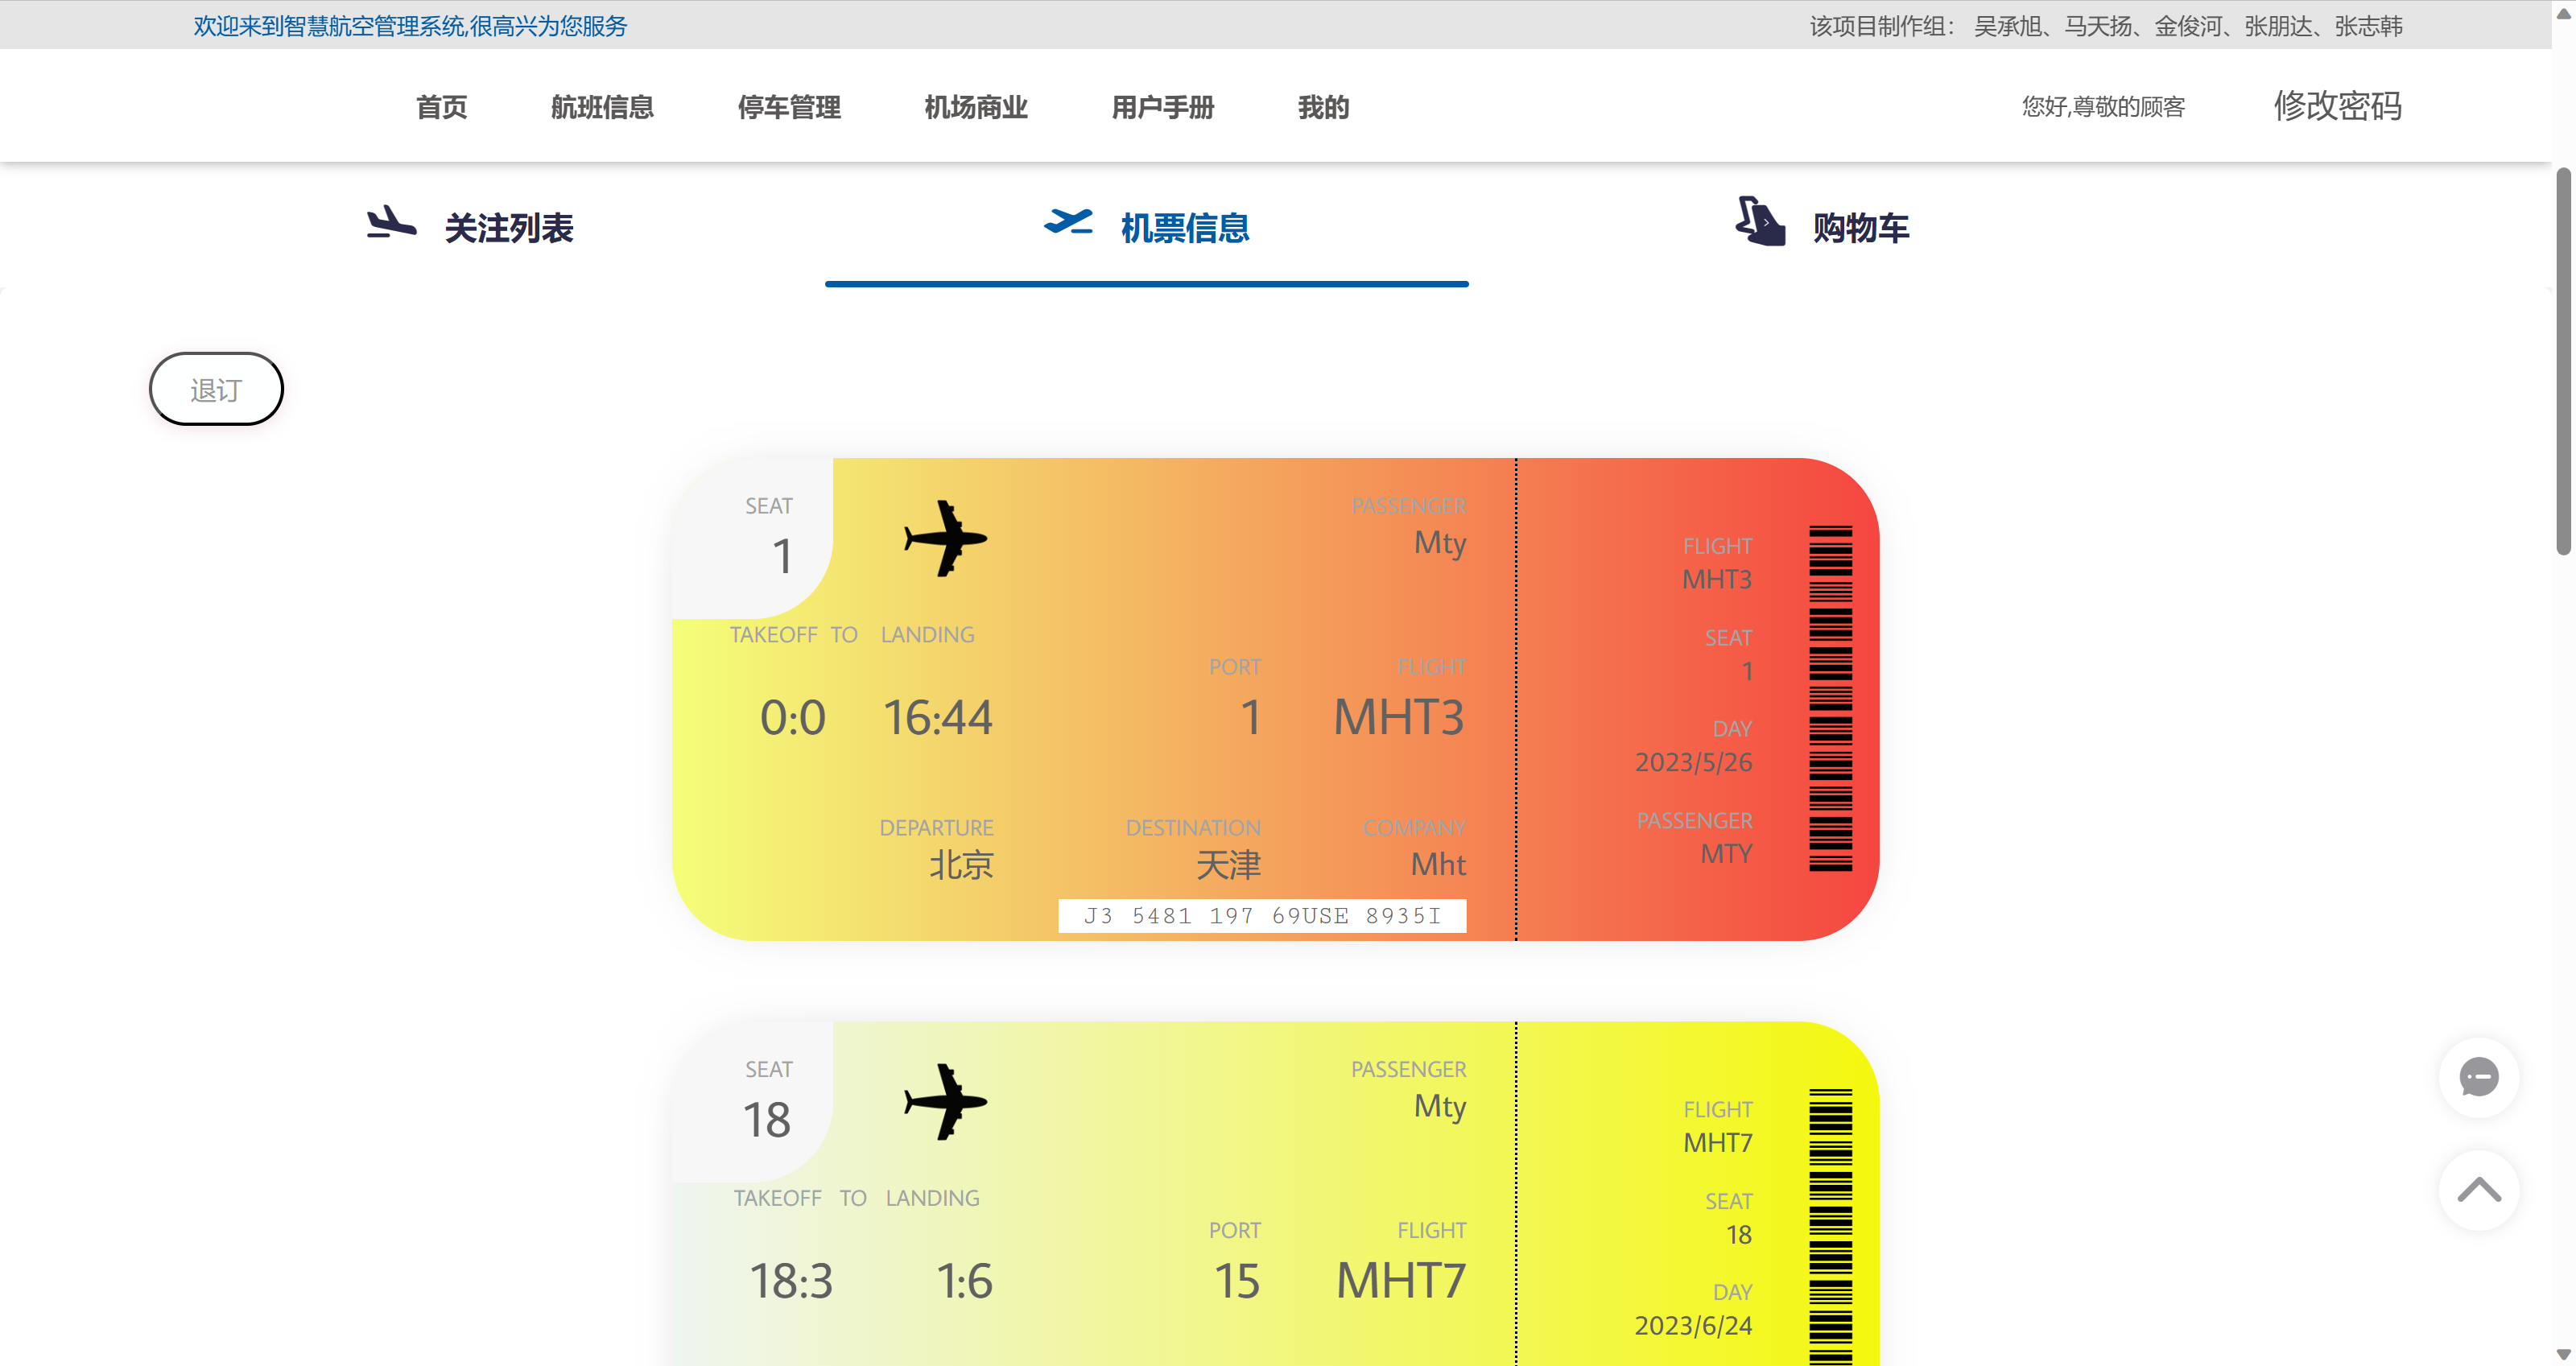 欢迎来到智慧航空管理系统,很高兴为您服务
该项目制作组： 吴承旭、马天扬、金俊河、张朋达、张志韩
首页 航班信息 停车管理 机场商业 用户手册 我的 您好,尊敬的顾客 修改密码
关注列表 机票信息 购物车
退订
SEAT
1
PASSENGER
Mty
TAKEOFF TO LANDING
0:0 16:44
PORT
1
FLIGHT
MHT3
DEPARTURE
北京
DESTINATION
天津
COMPANY
Mht
J3 5481 197 69USE 8935I
FLIGHT
MHT3
SEAT
1
DAY
2023/5/26
PASSENGER
MTY
SEAT
18
PASSENGER
Mty
TAKEOFF TO LANDING
18:3 1:6
PORT
15
FLIGHT
MHT7
FLIGHT
MHT7
SEAT
18
DAY
2023/6/24